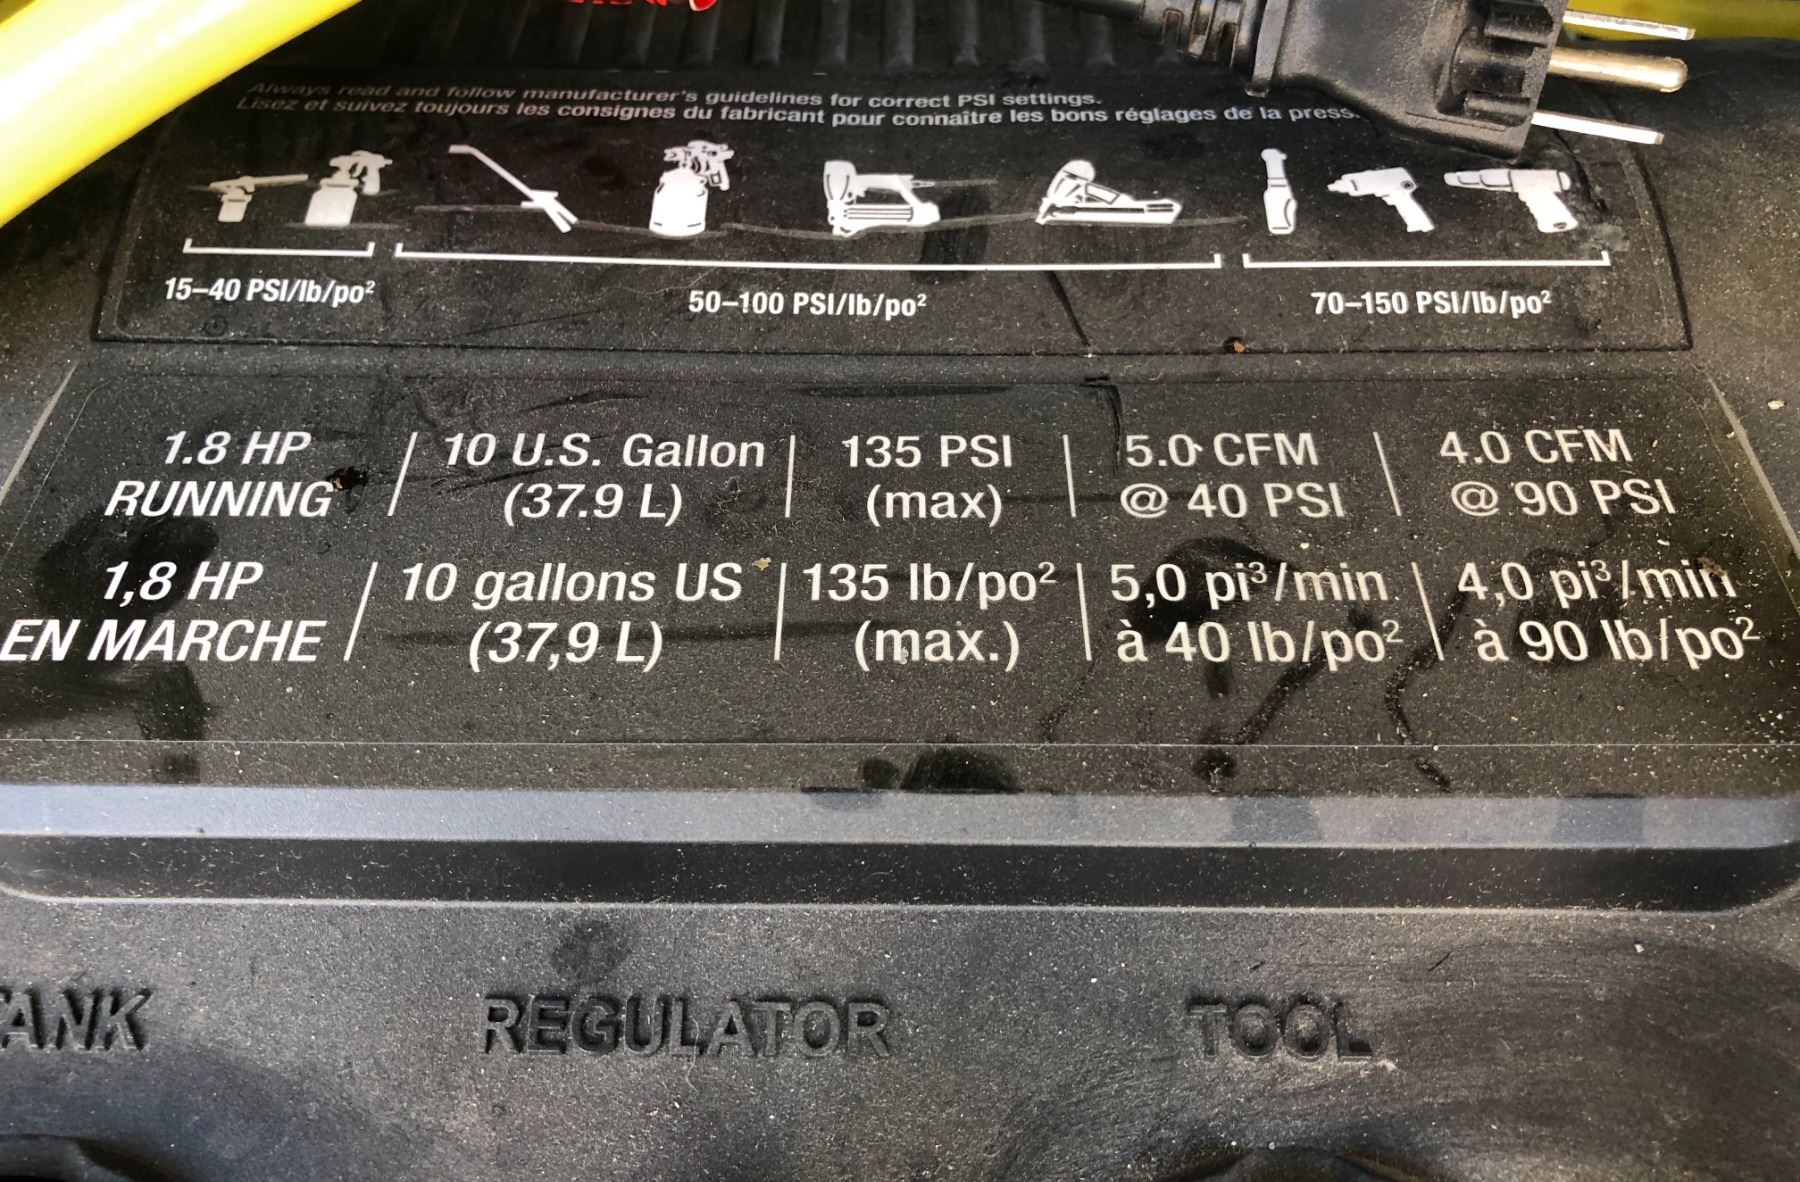 Always read and follow manufacturer's guidelines for correct PSI settings.
Lisez et suivez toujours les consignes du fabricant pour connaître les bons réglages de la press.
15–40 PSI/lb/po² 50–100 PSI/lb/po² 70–150 PSI/lb/po²
1.8 HP | 10 U.S. Gallon | 135 PSI | 5.0 CFM | 4.0 CFM
RUNNING | (37.9 L) | (max) | @ 40 PSI | @ 90 PSI
1,8 HP | 10 gallons US | 135 lb/po² | 5,0 pi³/min | 4,0 pi³/min
EN MARCHE | (37,9 L) | (max.) | à 40 lb/po² | à 90 lb/po²
ANK REGULATOR TOOL